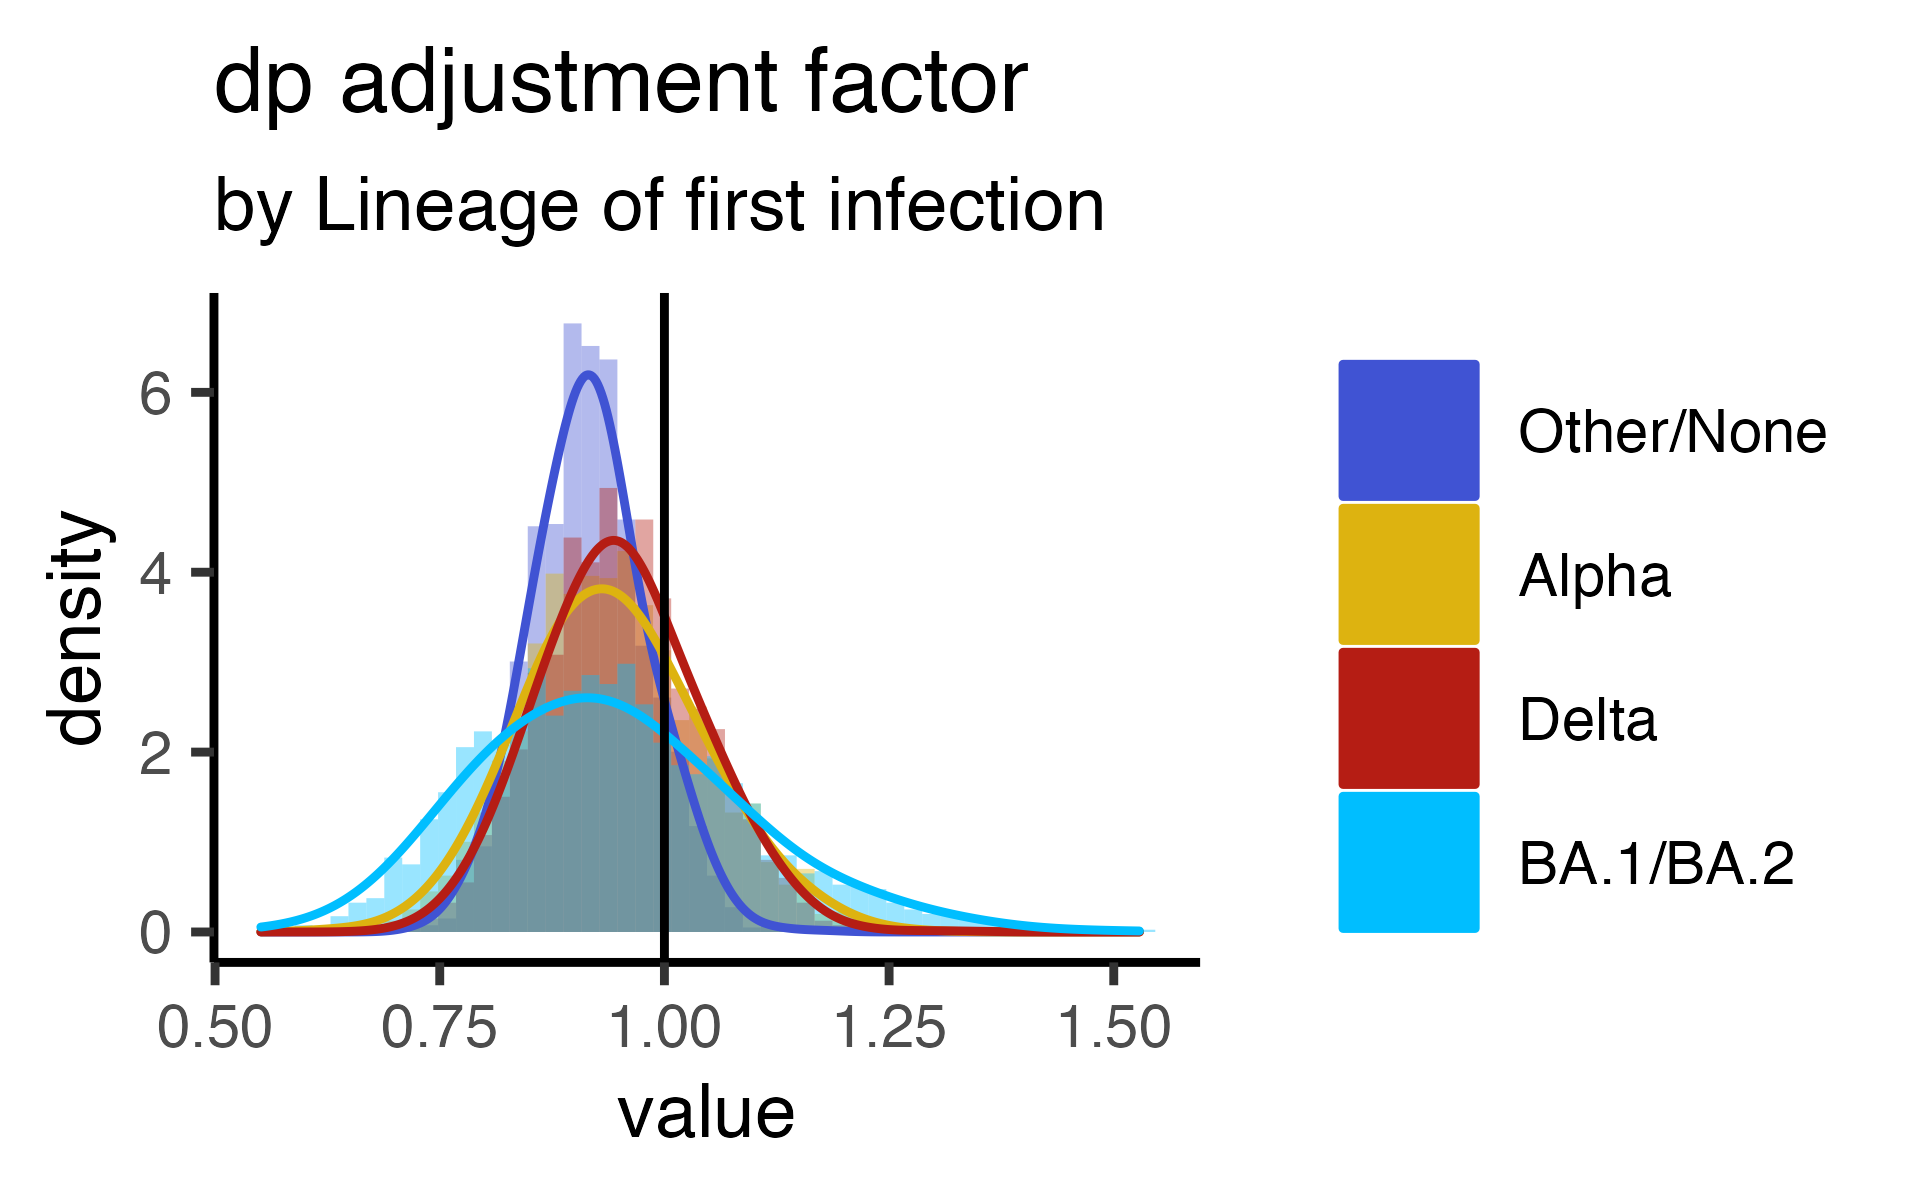 dp adjustment factor
by Lineage of first infection
density
6
4
2
0
0.50 0.75 1.00 1.25 1.50
value
Other/None
Alpha
Delta
BA.1/BA.2